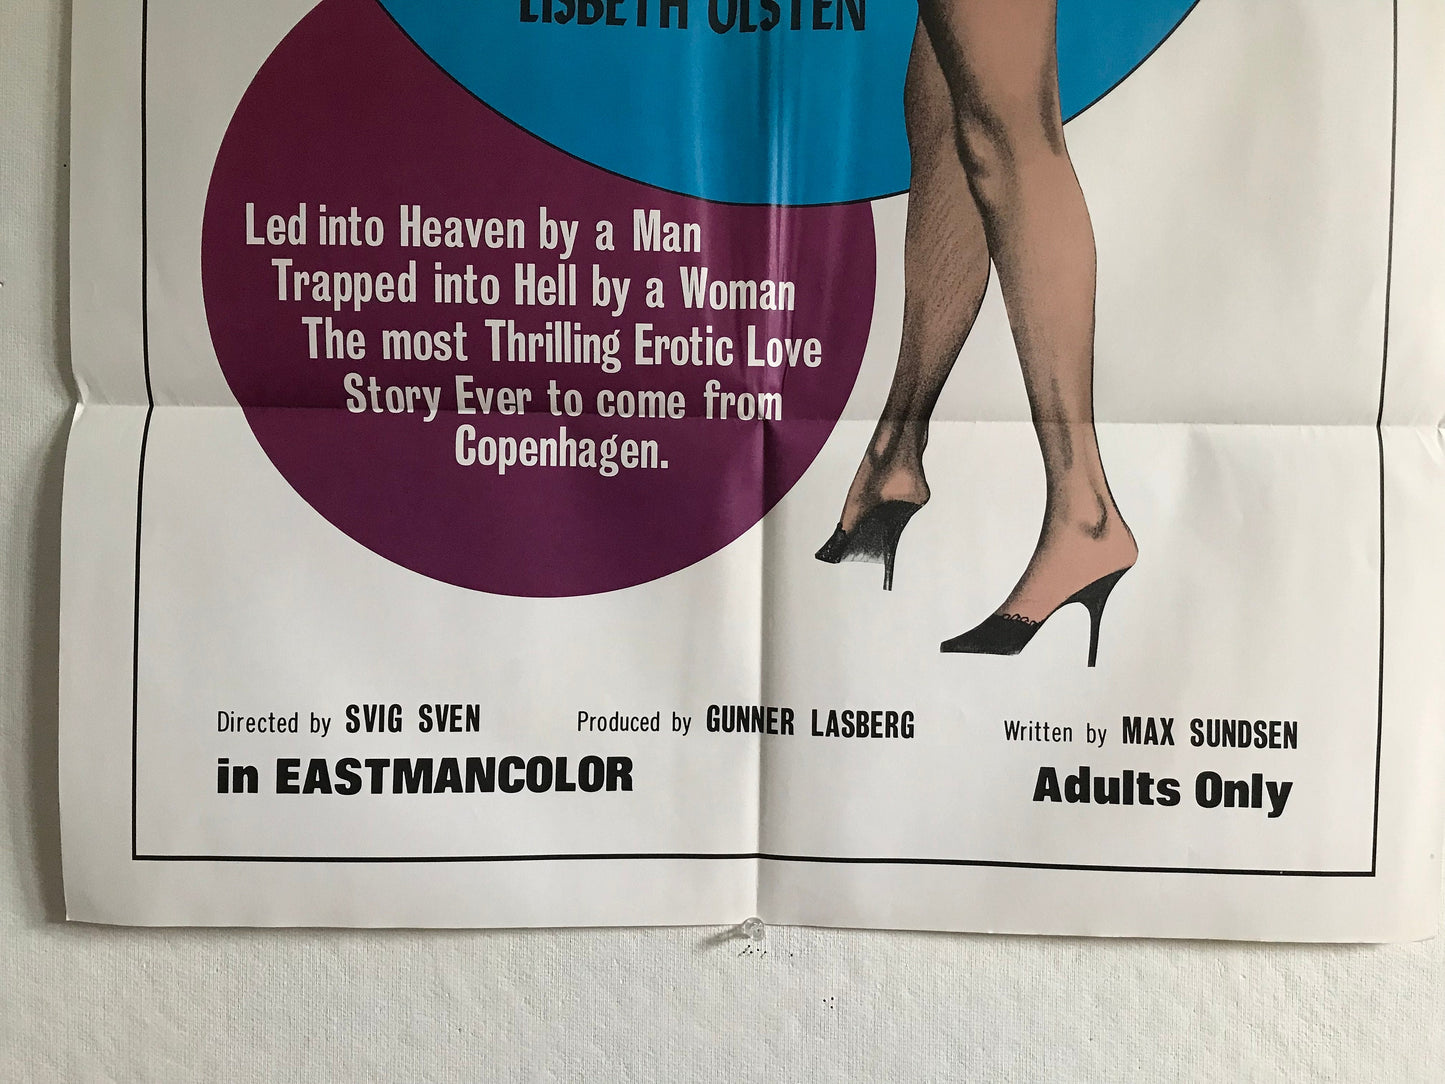 LISBETH OLSTEN
Led into Heaven by a Man
Trapped into Hell by a Woman
The most Thrilling Erotic Love
Story Ever to come from
Copenhagen.
Directed by SVIG SVEN
Produced by GUNNER LASBERG
Written by MAX SUNDSEN
in EASTMANCOLOR
Adults Only